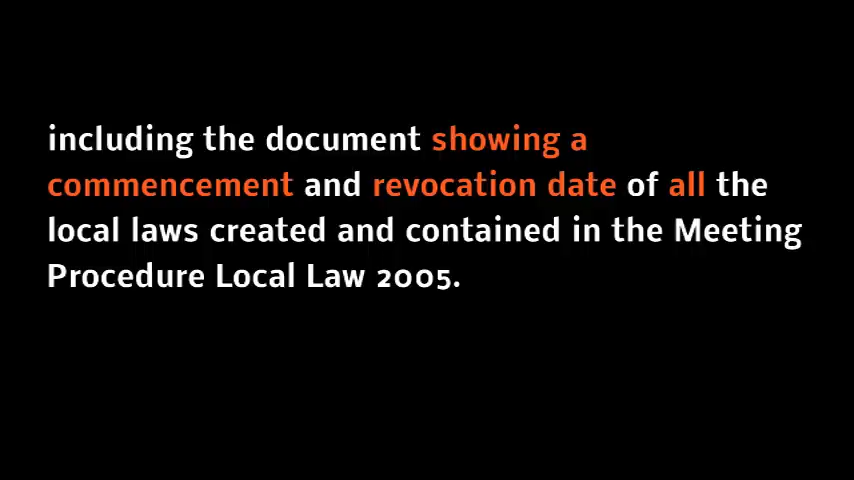 including the document showing a
commencement and revocation date of all the
local laws created and contained in the Meeting
Procedure Local Law 2005.